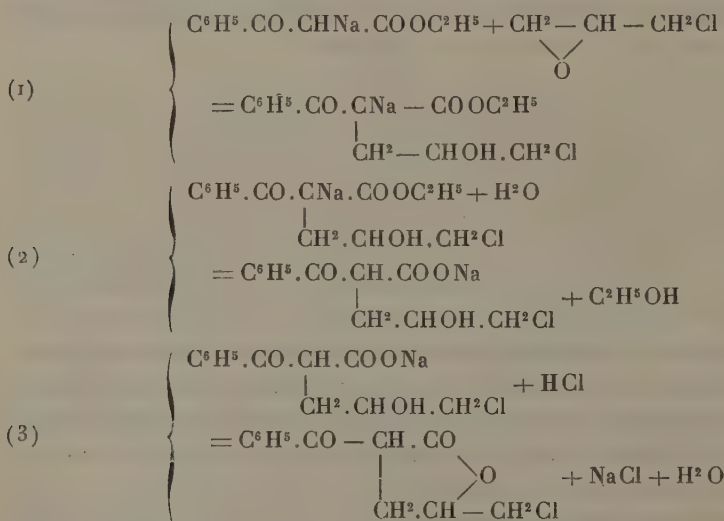 C⁶H⁵.CO.CHNa.COOC²H⁵+CH²—CH—CH²Cl
O
(1)
=C⁶H⁵.CO.CNa—COOC²H⁵
CH²—CHOH.CH²Cl
C⁶H⁵.CO.CNa.COOC²H⁵+H²O
CH².CHOH.CH²Cl
(2)
=C⁶H⁵.CO.CH.COONa
+C²H⁵OH
CH².CHOH.CH²Cl
C⁶H⁵.CO.CH.COONa
+HCl
CH².CHOH.CH²Cl
(3)
=C⁶H⁵.CO—CH.CO
O +NaCl+H²O
CH².CH—CH²Cl